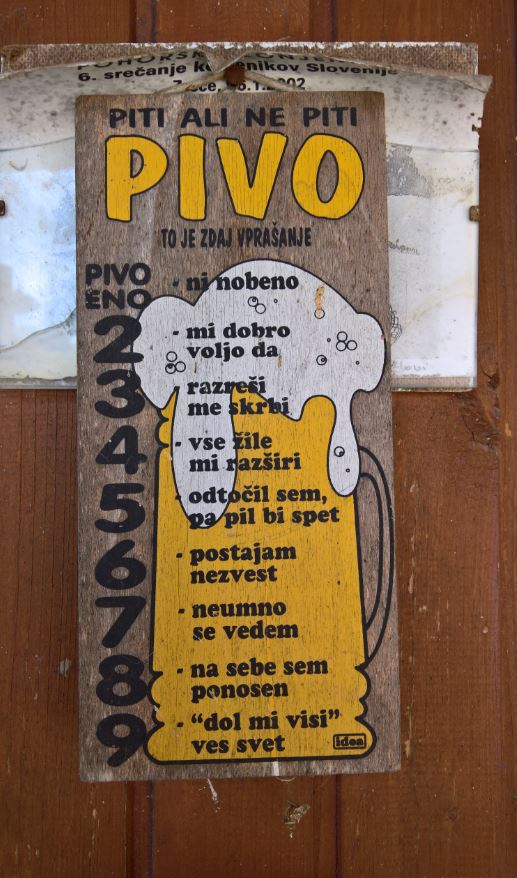 6. srečanje Slovenije
PITI ALI NE PITI
PIVO
TO JE ZDAJ VPRAŠANJE
PIVO
ENO - ni nobeno
2 - mi dobro
voljo da
3 - razreši
me skrbi
4 - vse žile
mi razširi
5 - odtočil sem,
pa pil bi spet
6 - postajam
nezvest
7 - neumno
se vedem
8 - na sebe sem
ponosen
9 - "dol mi visi"
ves svet
idea